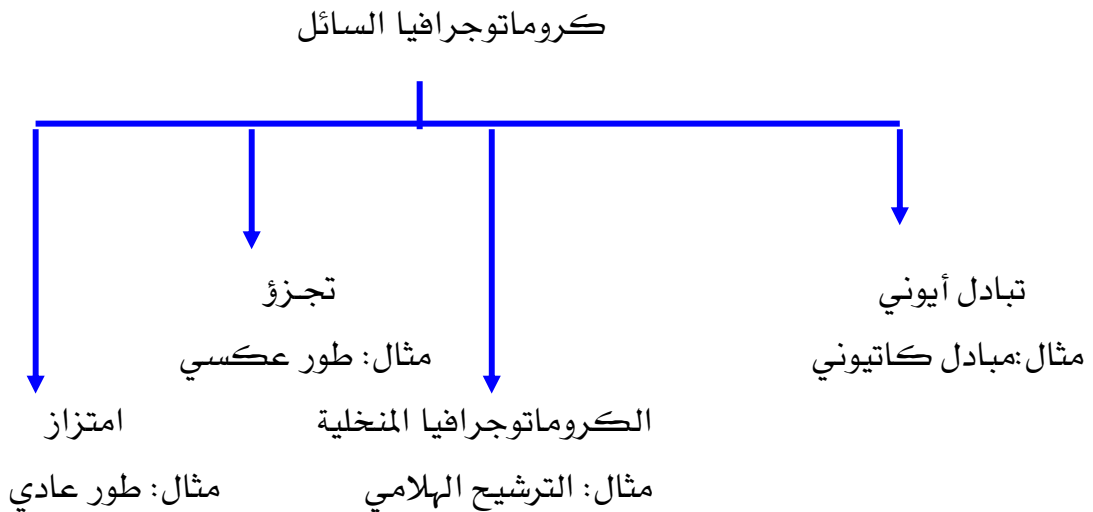 كروماتوجرافيا السائل
تبادل أيوني
تجزؤ
مثال:مبادل كاتيوني
مثال: طور عكسي
الكروماتوجرافيا المنخلية
امتزاز
مثال: الترشيح الهلامي
مثال: طور عادي